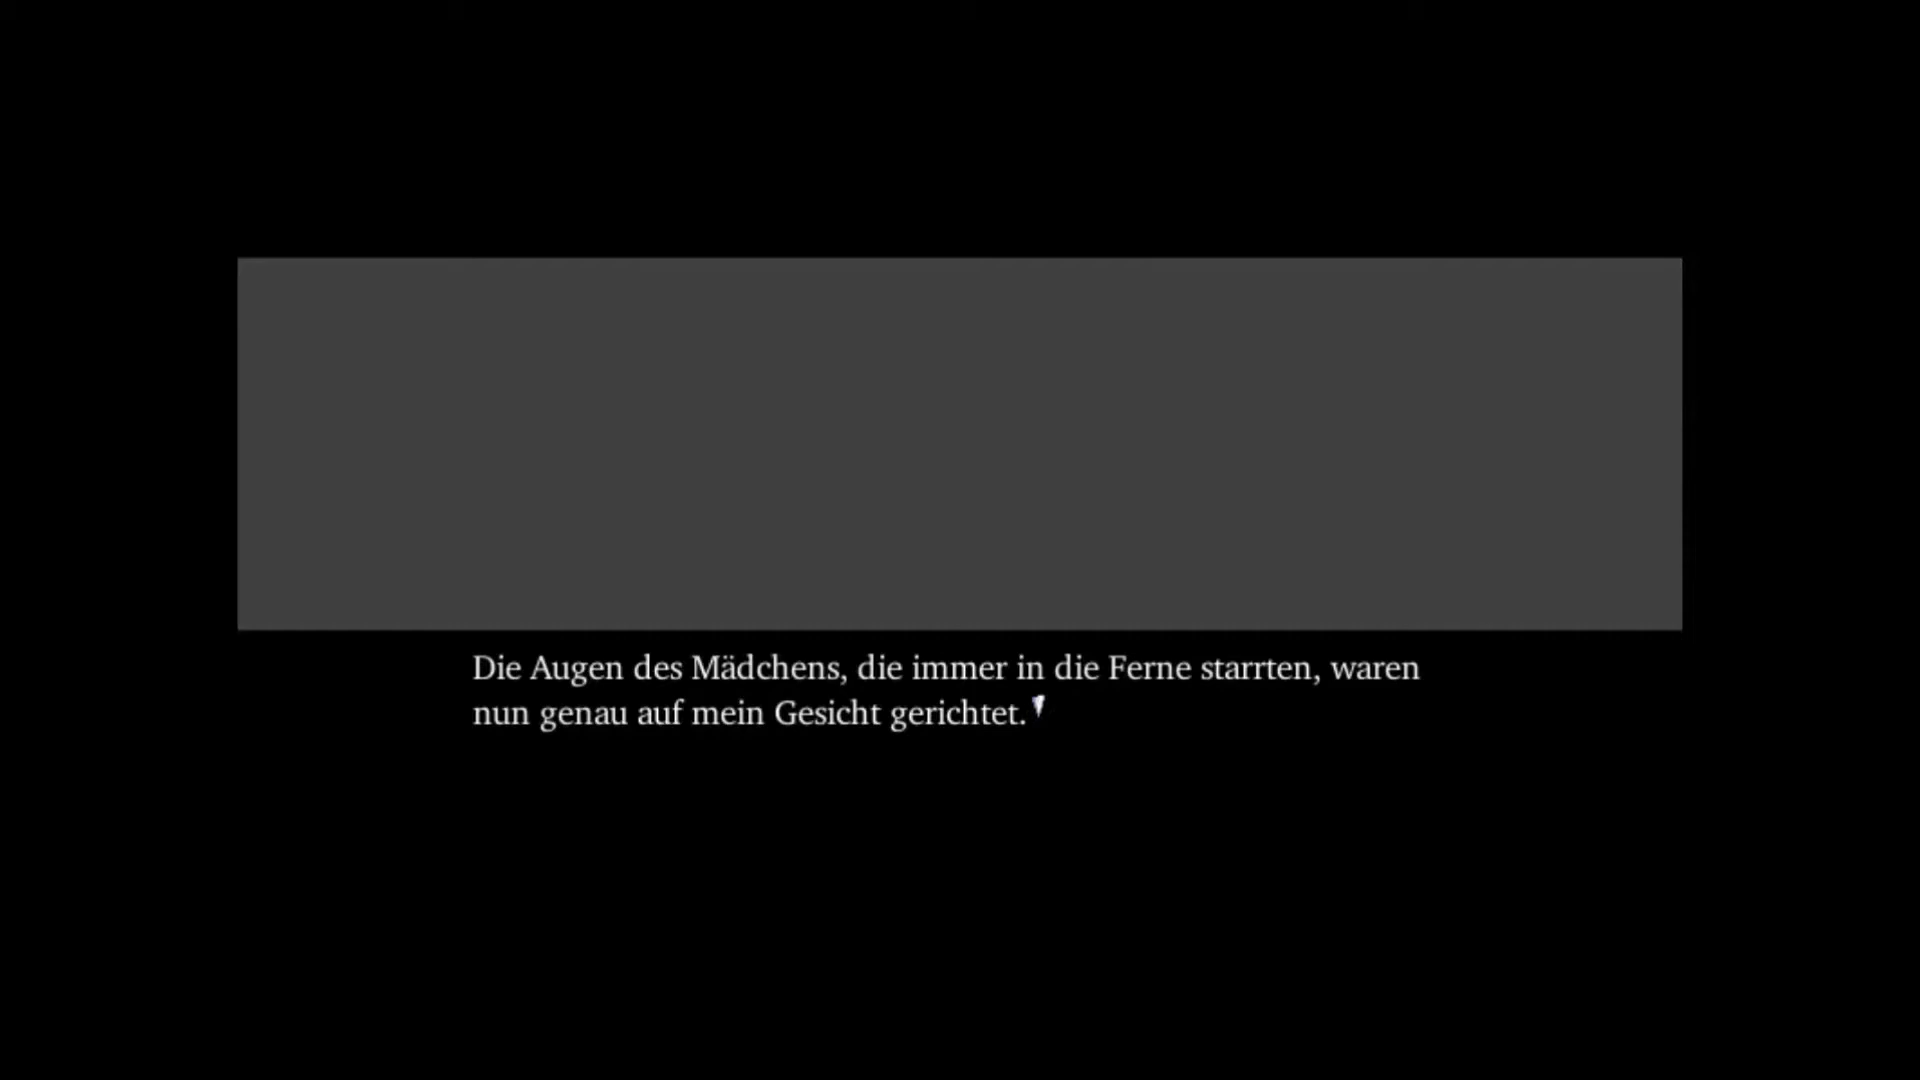 Die Augen des Mädchens, die immer in die Ferne starrten, waren
nun genau auf mein Gesicht gerichtet.